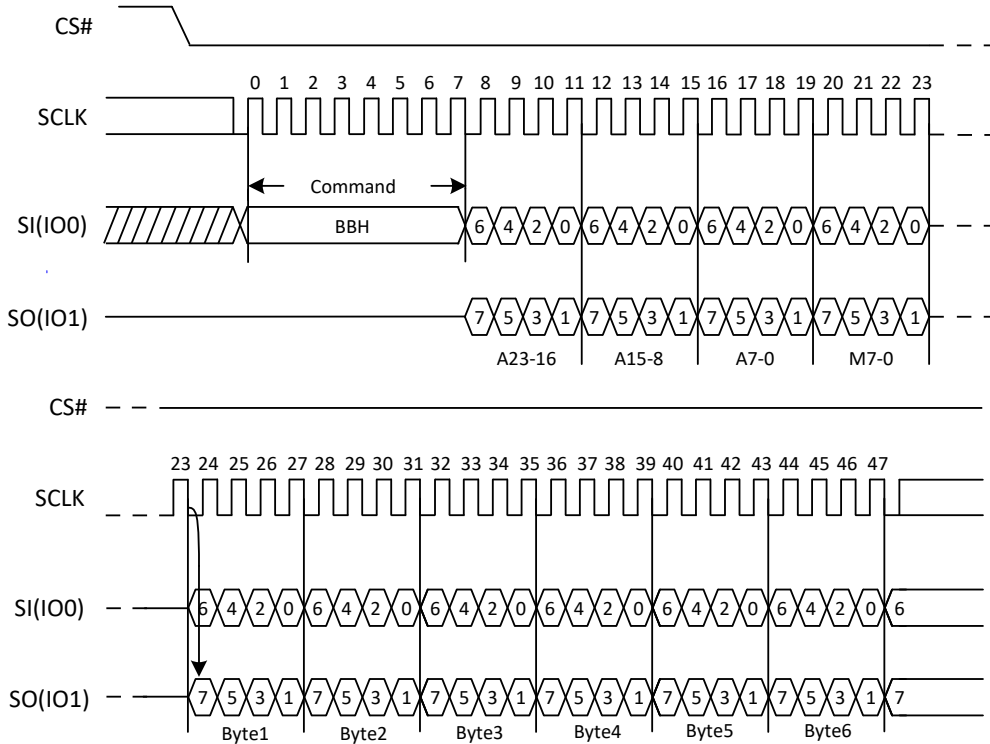 CS#
0 1 2 3 4 5 6 7 8 9 10 11 12 13 14 15 16 17 18 19 20 21 22 23
SCLK
Command
SI(IO0) BBH 6 4 2 0 6 4 2 0 6 4 2 0 6 4 2 0
SO(IO1) 7 5 3 1 7 5 3 1 7 5 3 1 7 5 3 1
A23-16 A15-8 A7-0 M7-0
CS#
23 24 25 26 27 28 29 30 31 32 33 34 35 36 37 38 39 40 41 42 43 44 45 46 47
SCLK
SI(IO0) 6 4 2 0 6 4 2 0 6 4 2 0 6 4 2 0 6 4 2 0 6 4 2 0 6
SO(IO1) 7 5 3 1 7 5 3 1 7 5 3 1 7 5 3 1 7 5 3 1 7 5 3 1 7
Byte1 Byte2 Byte3 Byte4 Byte5 Byte6